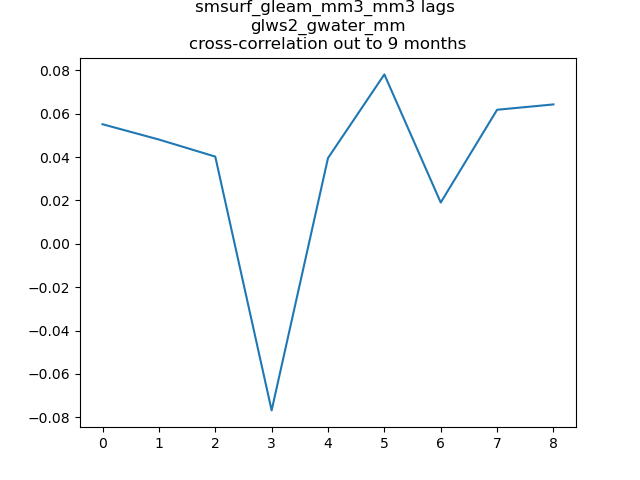 smsurf_gleam_mm3_mm3 lags
glws2_gwater_mm
cross-correlation out to 9 months
0.08
0.06
0.04
0.02
0.00
−0.02
−0.04
−0.06
−0.08
0 1 2 3 4 5 6 7 8